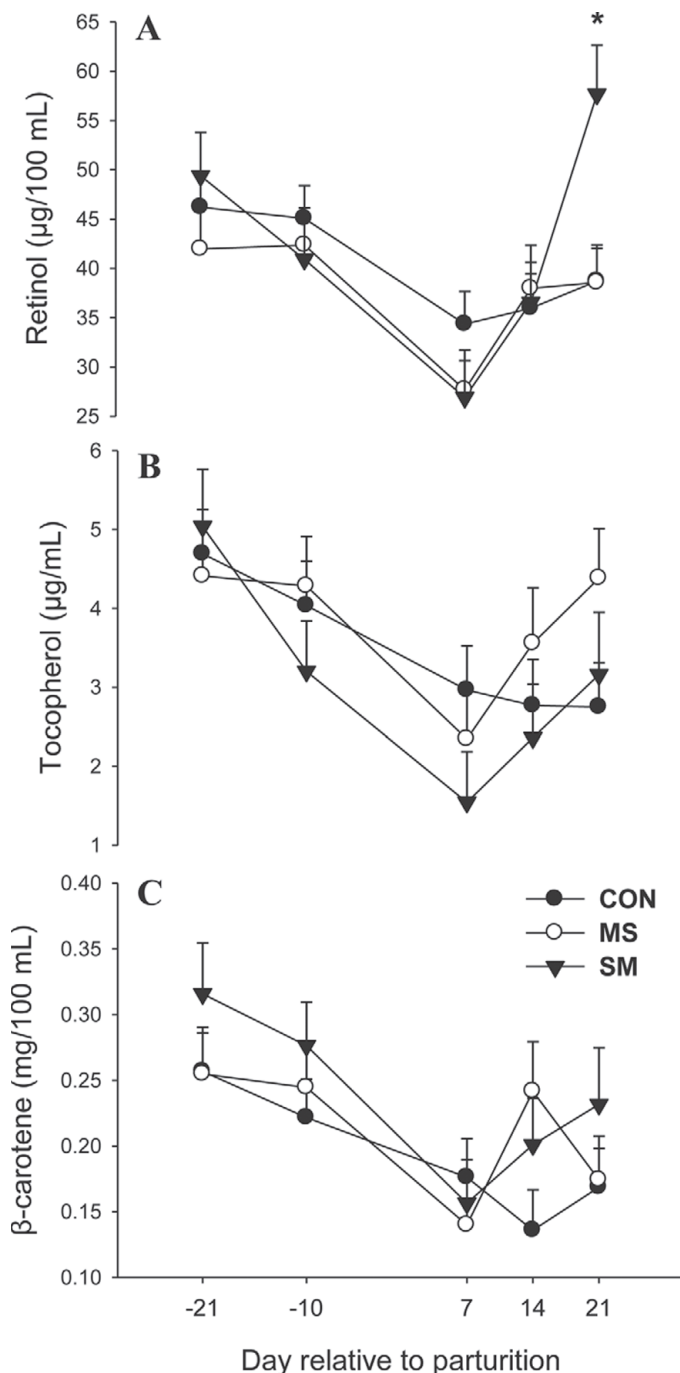 A
*
65
60
55
50
45
40
35
30
25
Retinol (µg/100 mL)
B
6
5
4
3
2
1
Tocopherol (µg/mL)
C
0.40
0.35
0.30
0.25
0.20
0.15
0.10
β-carotene (mg/100 mL)
CON
MS
SM
-21 -10 7 14 21
Day relative to parturition